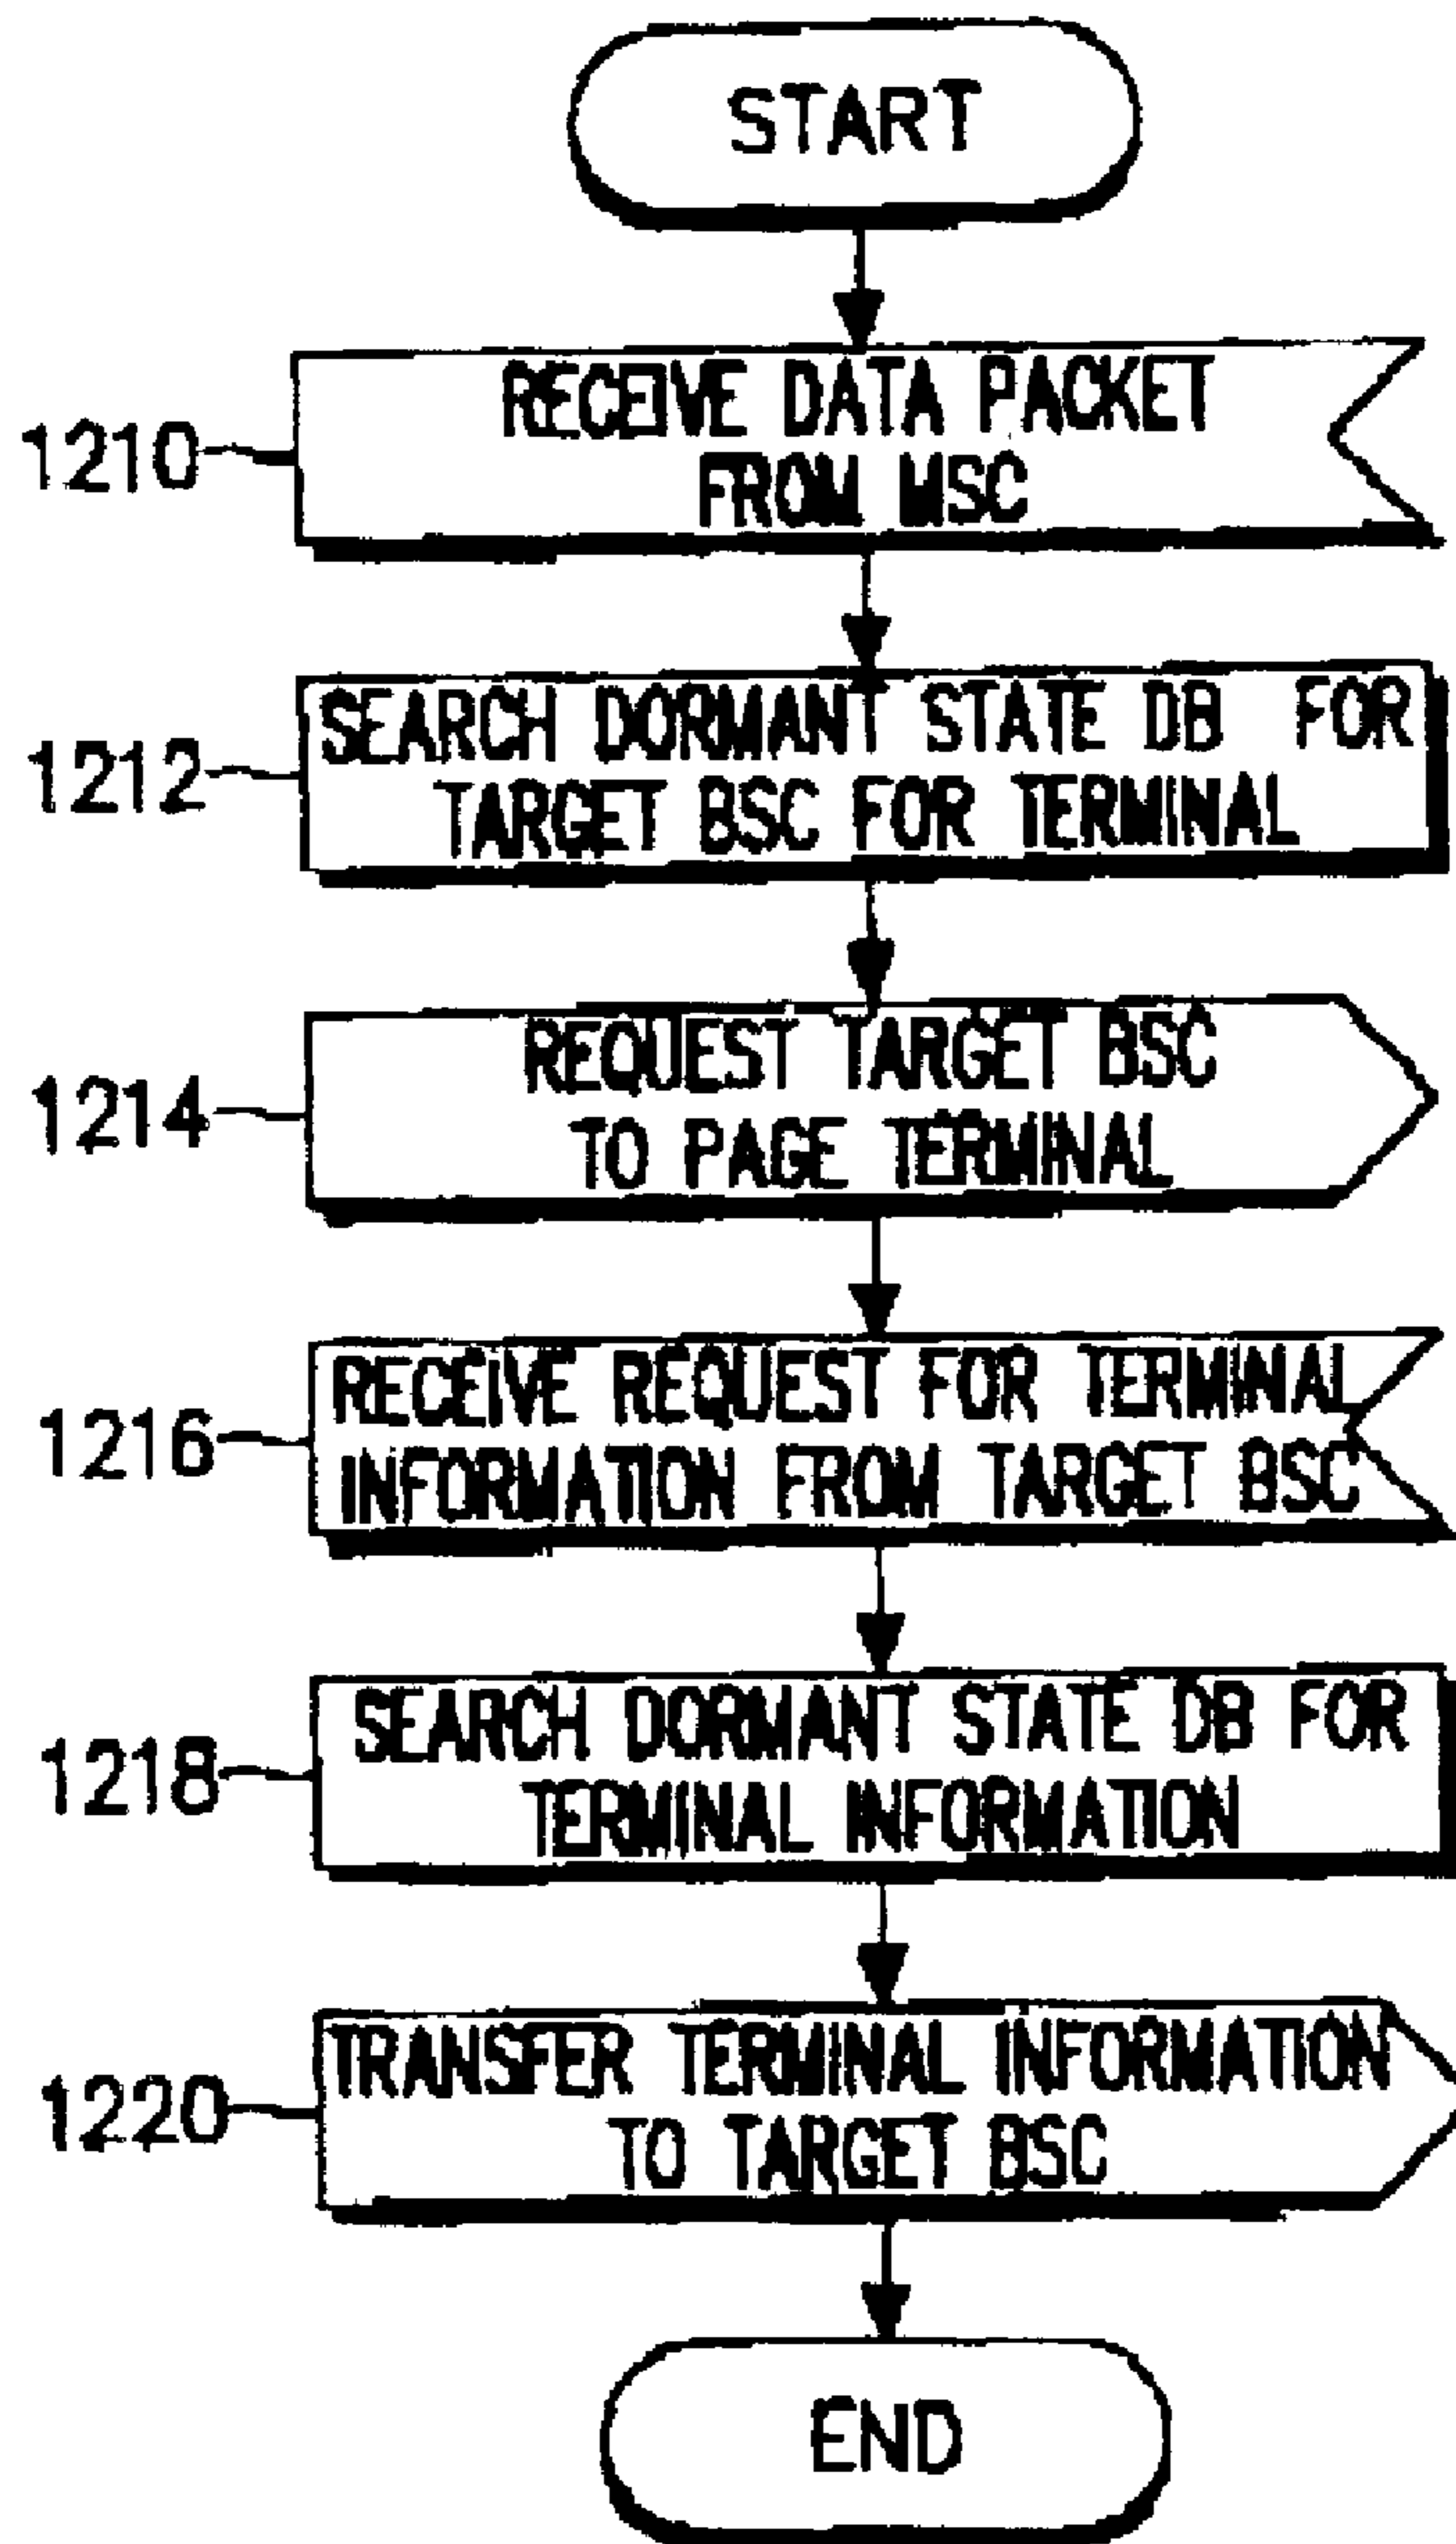 START
1210
RECEIVE DATA PACKET
FROM MSC
1212
SEARCH DORMANT STATE DB FOR
TARGET BSC FOR TERMINAL
1214
REQUEST TARGET BSC
TO PAGE TERMINAL
1216
RECEIVE REQUEST FOR TERMINAL
INFORMATION FROM TARGET BSC
1218
SEARCH DORMANT STATE DB FOR
TERMINAL INFORMATION
1220
TRANSFER TERMINAL INFORMATION
TO TARGET BSC
END